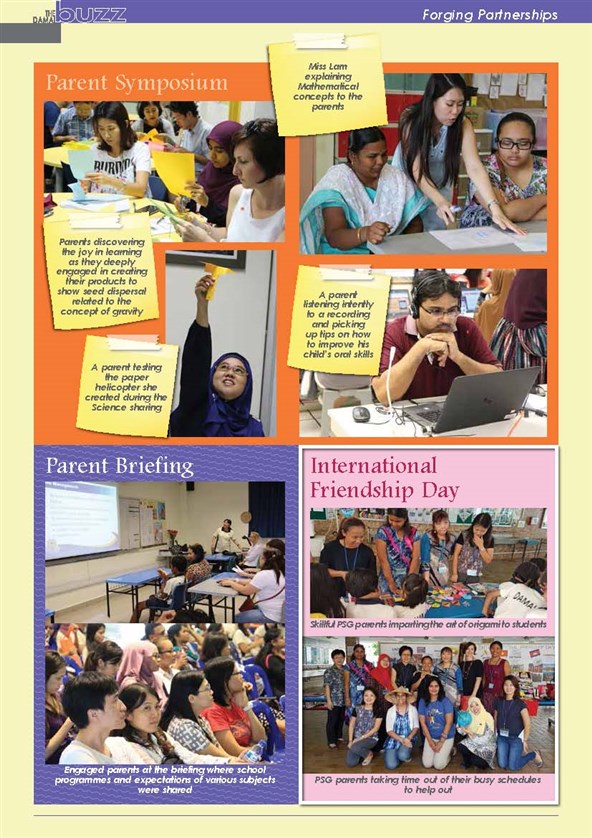 THE
DAMAI buzz
Forging Partnerships
Parent Symposium
Miss Lam
explaining
Mathematical
concepts to the
parents
Parents discovering
the joy in learning
as they deeply
engaged in creating
their products to
show seed dispersal
related to the
concept of gravity
A parent
listening intently
to a recording
and picking
up tips on how
to improve his
child's oral skills
A parent testing
the paper
helicopter she
created during the
Science sharing
Parent Briefing
Engaged parents at the briefing where school
programmes and expectations of various subjects
were shared
International
Friendship Day
Skillful PSG parents imparting the art of origami to students
DAMAI
PSG parents taking time out of their busy schedules
to help out